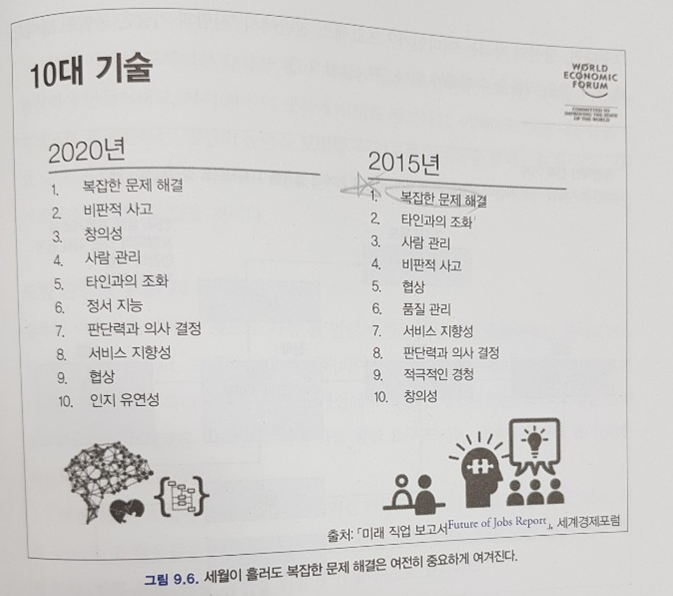 10대 기술
WORLD
ECONOMIC
FORUM
COMMITTED TO
IMPROVING THE STATE
OF THE WORLD
2020년
1. 복잡한 문제 해결
2. 비판적 사고
3. 창의성
4. 사람 관리
5. 타인과의 조화
6. 정서 지능
7. 판단력과 의사 결정
8. 서비스 지향성
9. 협상
10. 인지 유연성
2015년
1. 복잡한 문제 해결
2. 타인과의 조화
3. 사람 관리
4. 비판적 사고
5. 협상
6. 품질 관리
7. 서비스 지향성
8. 판단력과 의사 결정
9. 적극적인 경청
10. 창의성
출처: 「미래 직업 보고서Future of Jobs Report」, 세계경제포럼
그림 9.6. 세월이 흘러도 복잡한 문제 해결은 여전히 중요하게 여겨진다.